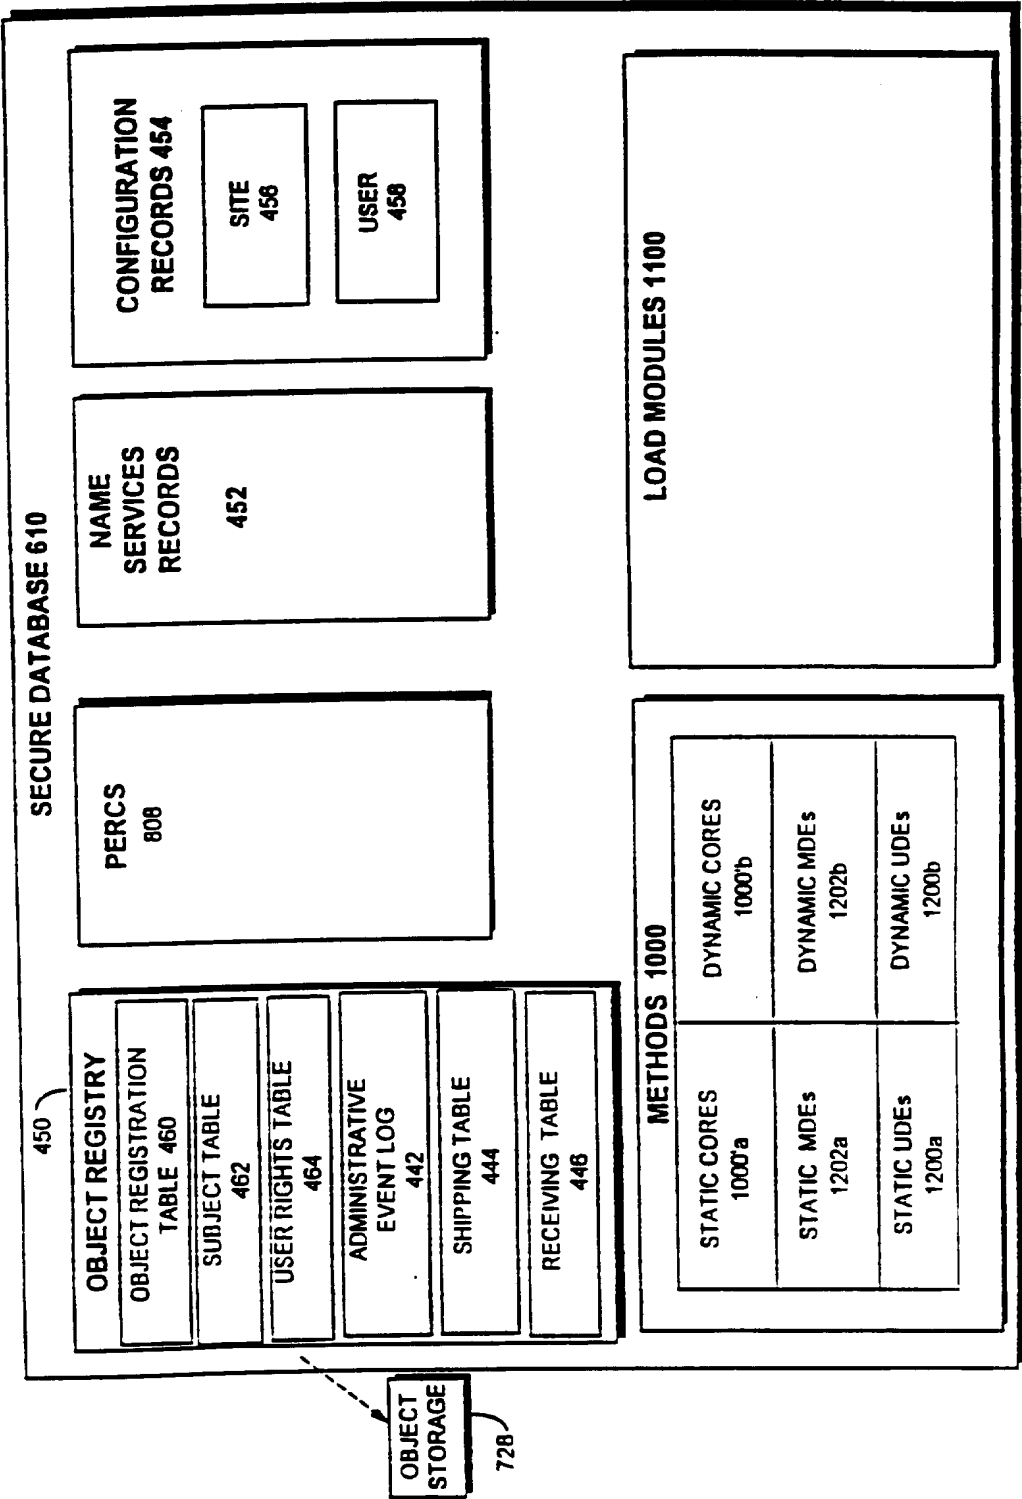 SECURE DATABASE 610
450
OBJECT REGISTRY
OBJECT REGISTRATION
TABLE 460
SUBJECT TABLE
462
USER RIGHTS TABLE
464
ADMINISTRATIVE
EVENT LOG
442
SHIPPING TABLE
444
RECEIVING TABLE
446
PERCS
808
NAME
SERVICES
RECORDS
452
CONFIGURATION
RECORDS 454
SITE
456
USER
458
OBJECT
STORAGE
728
METHODS 1000
STATIC CORES
1000'a
DYNAMIC CORES
1000'b
STATIC MDEs
1202a
DYNAMIC MDEs
1202b
STATIC UDEs
1200a
DYNAMIC UDEs
1200b
LOAD MODULES 1100